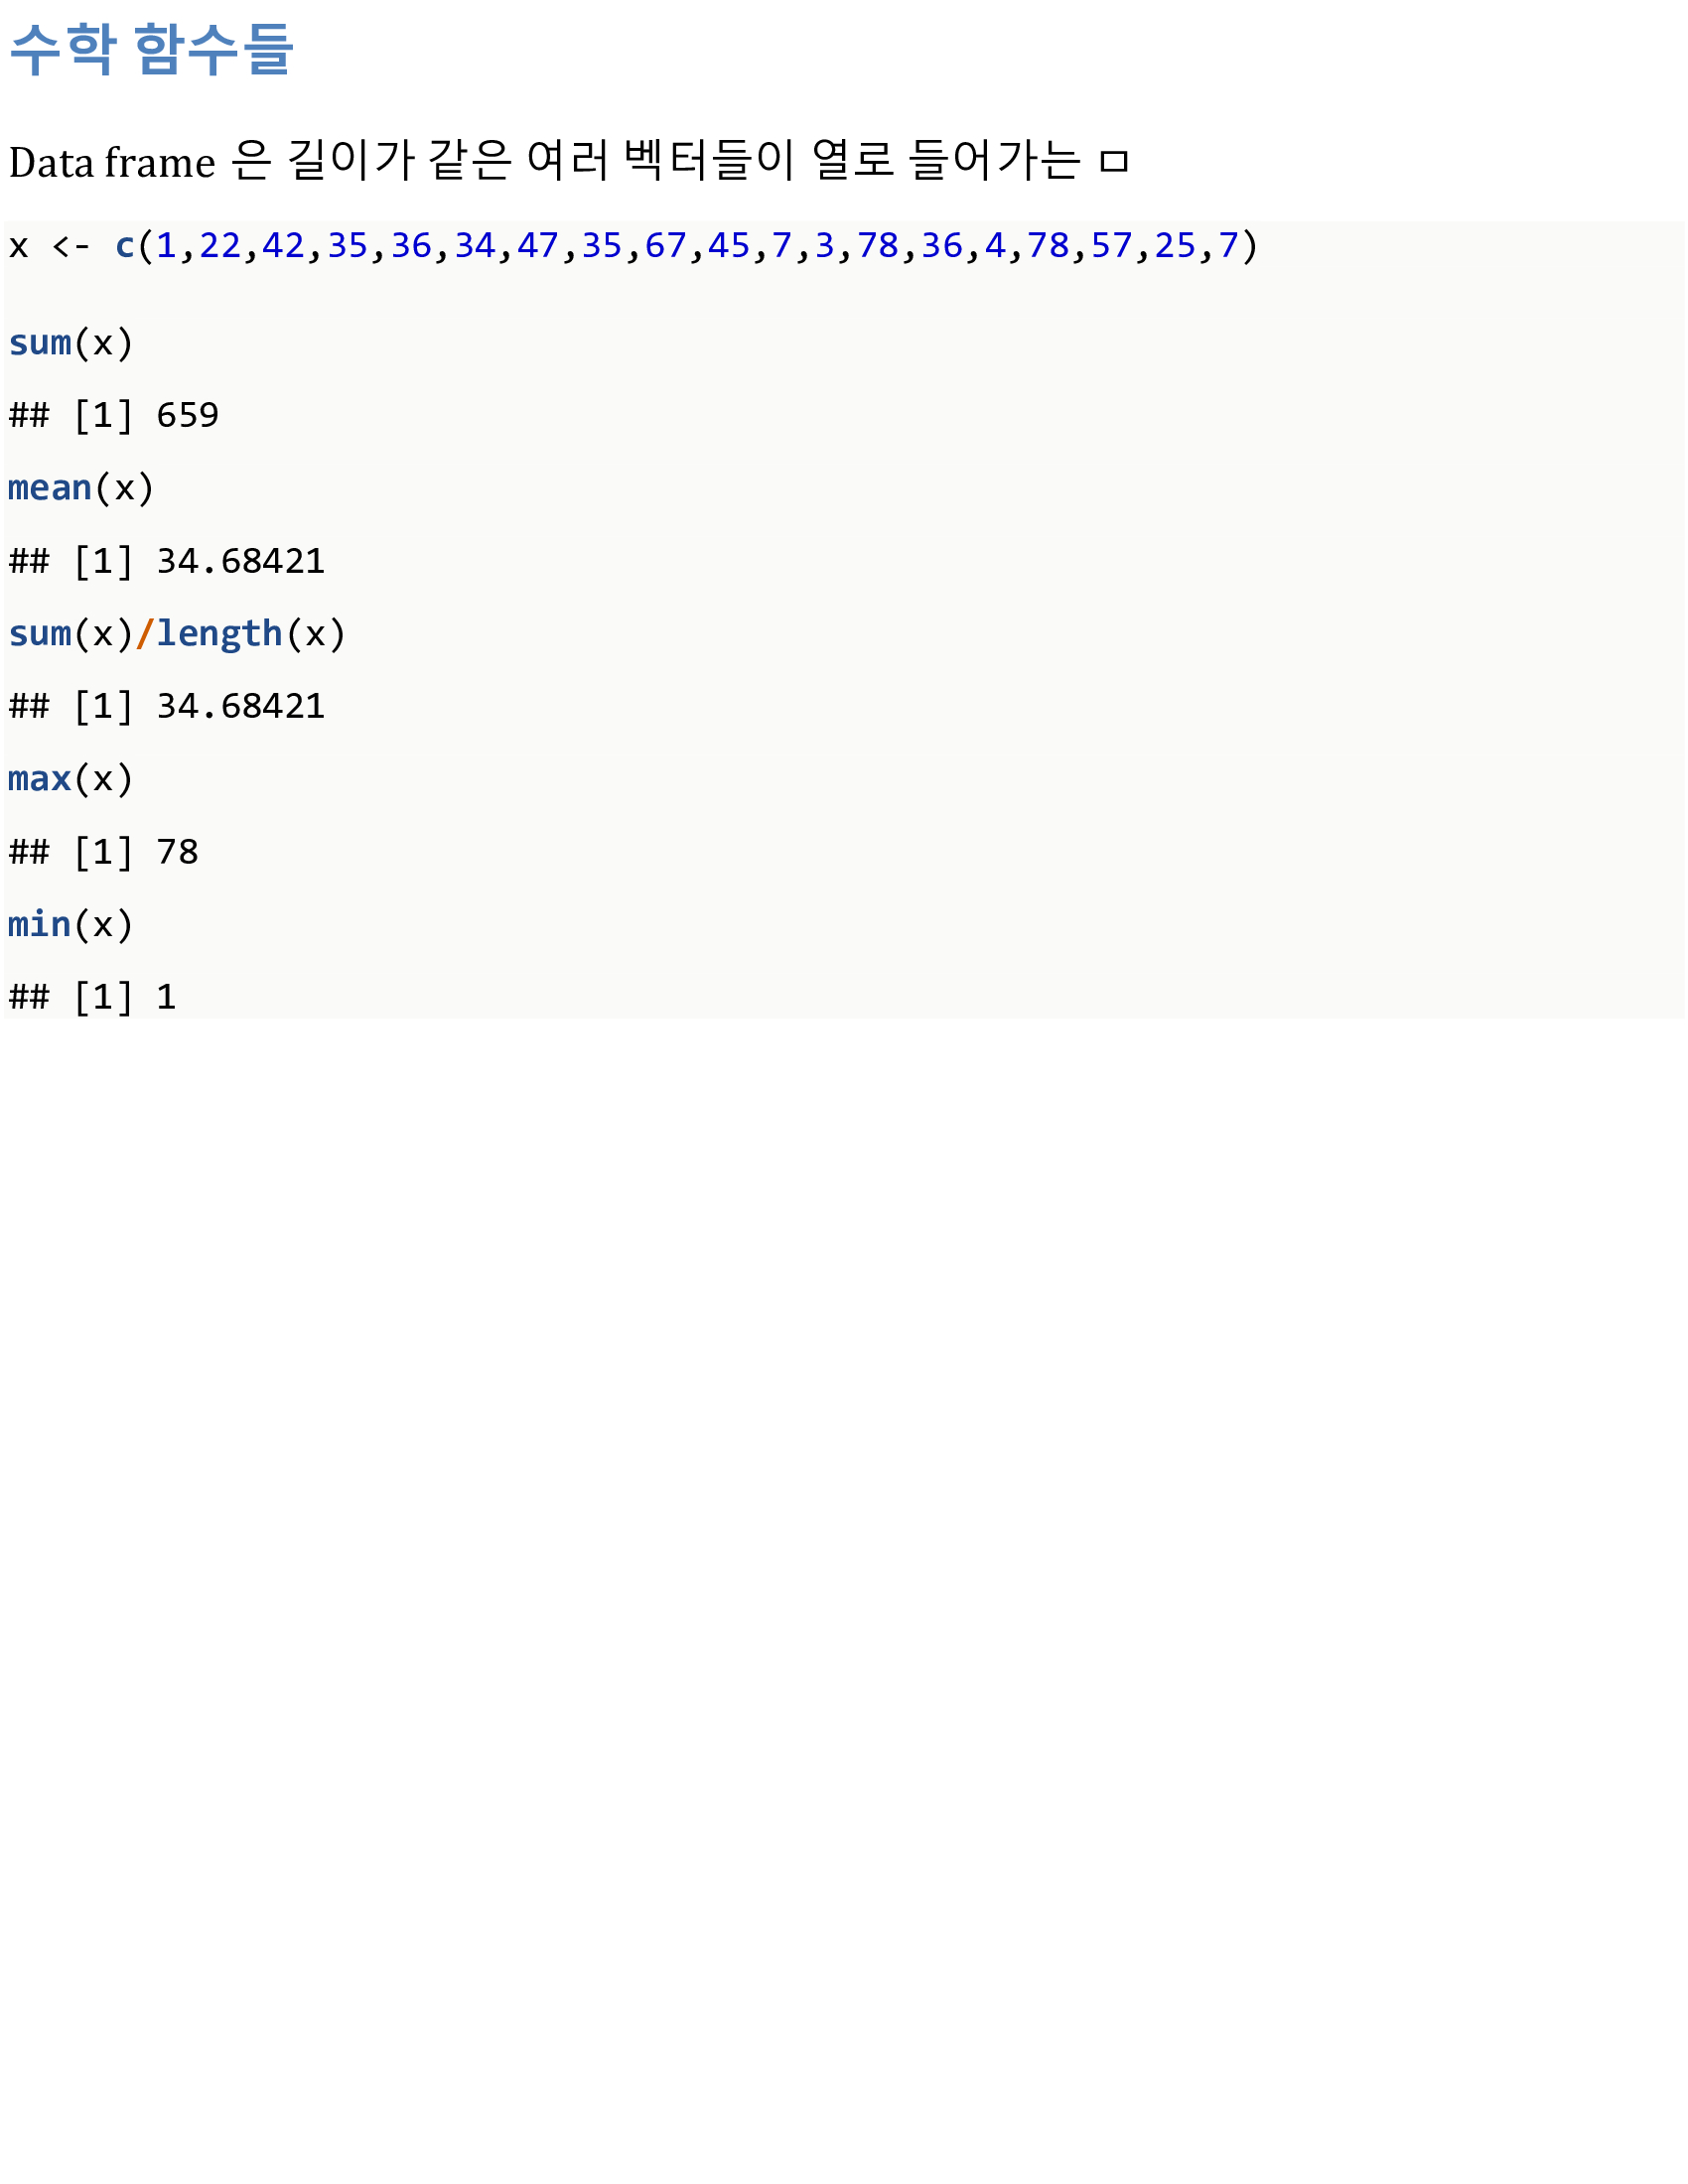 수학 함수들
Data frame 은 길이가 같은 여러 벡터들이 열로 들어가는 ㅁ
x <- c(1,22,42,35,36,34,47,35,67,45,7,3,78,36,4,78,57,25,7)
sum(x)
## [1] 659
mean(x)
## [1] 34.68421
sum(x)/length(x)
## [1] 34.68421
max(x)
## [1] 78
min(x)
## [1] 1